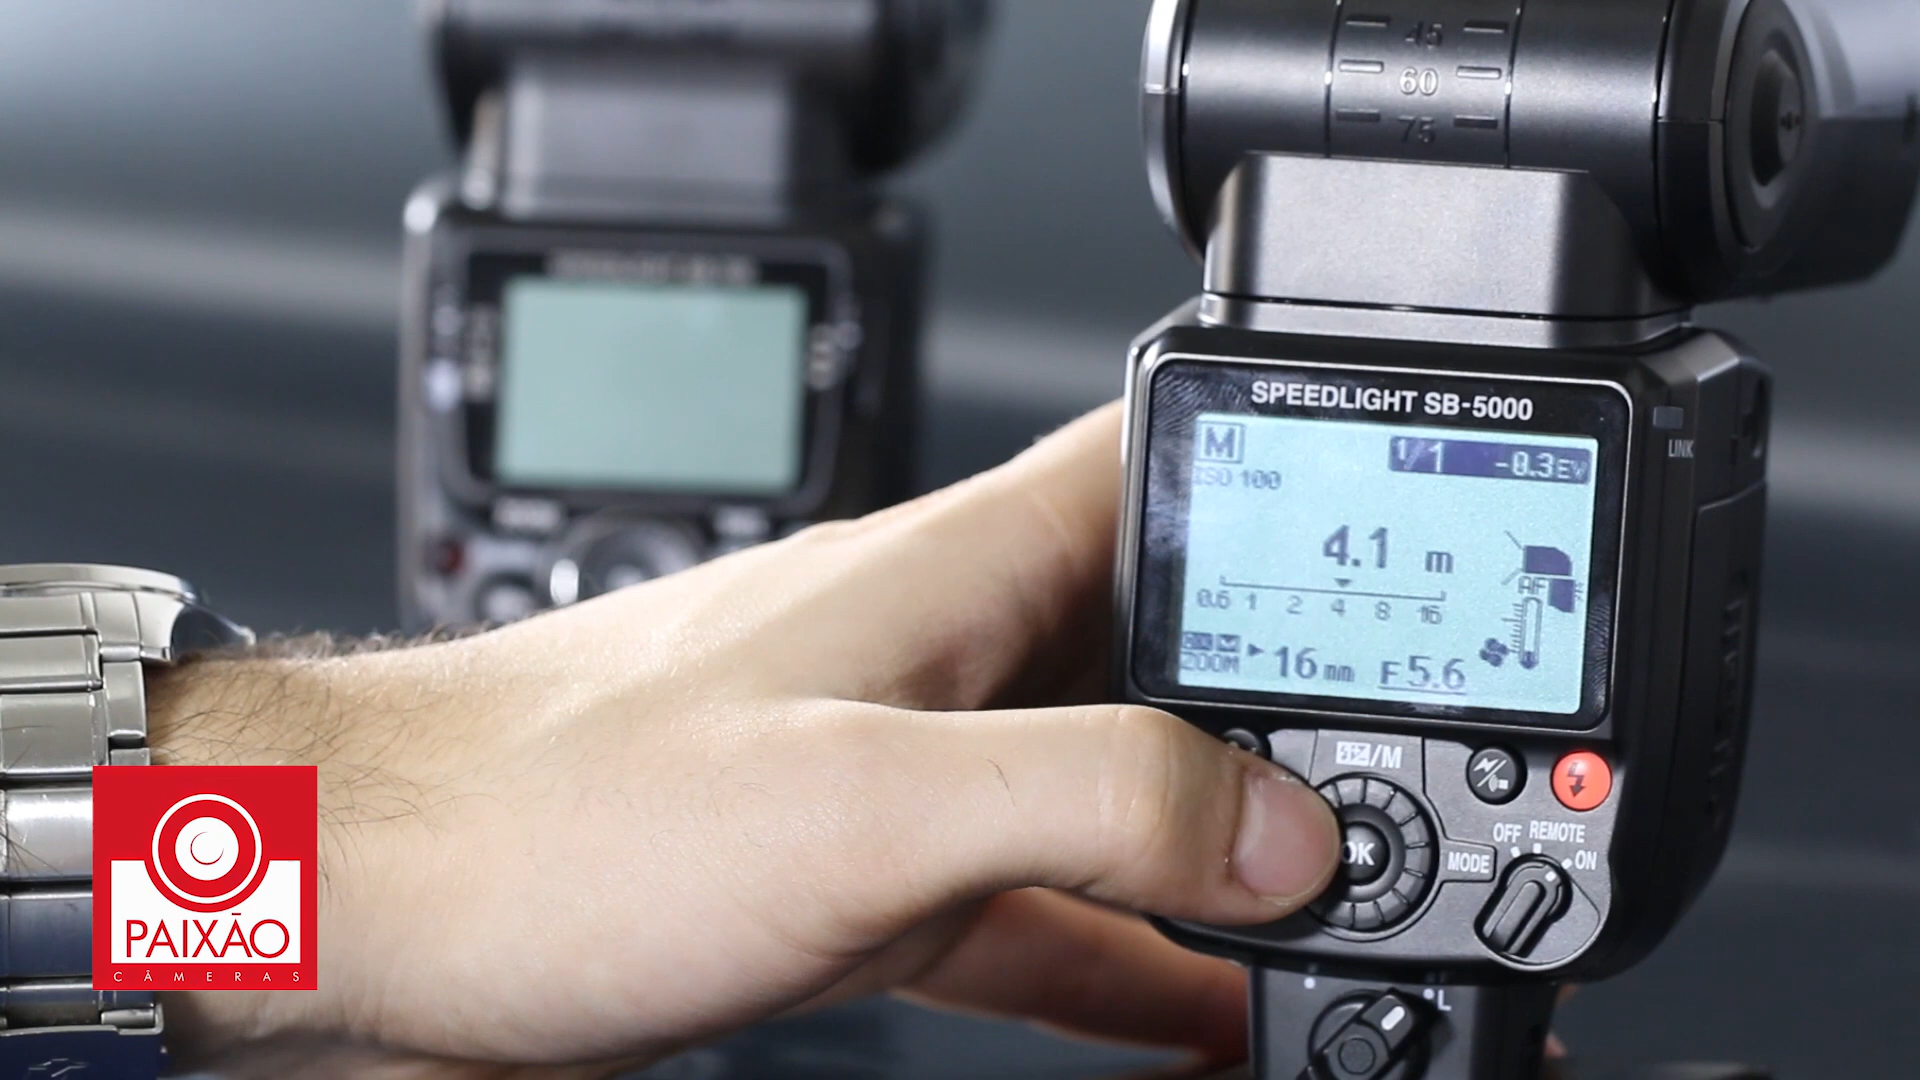 45
60
75
SPEEDLIGHT SB-5000
LINK
M
1/1 -0.3EV
ISO 100
4.1 m
0.6 1 2 4 8 16
ZOOM 16 mm F5.6
/M
OK
MODE
OFF REMOTE
ON
L
PAIXÃO
CÂMERAS